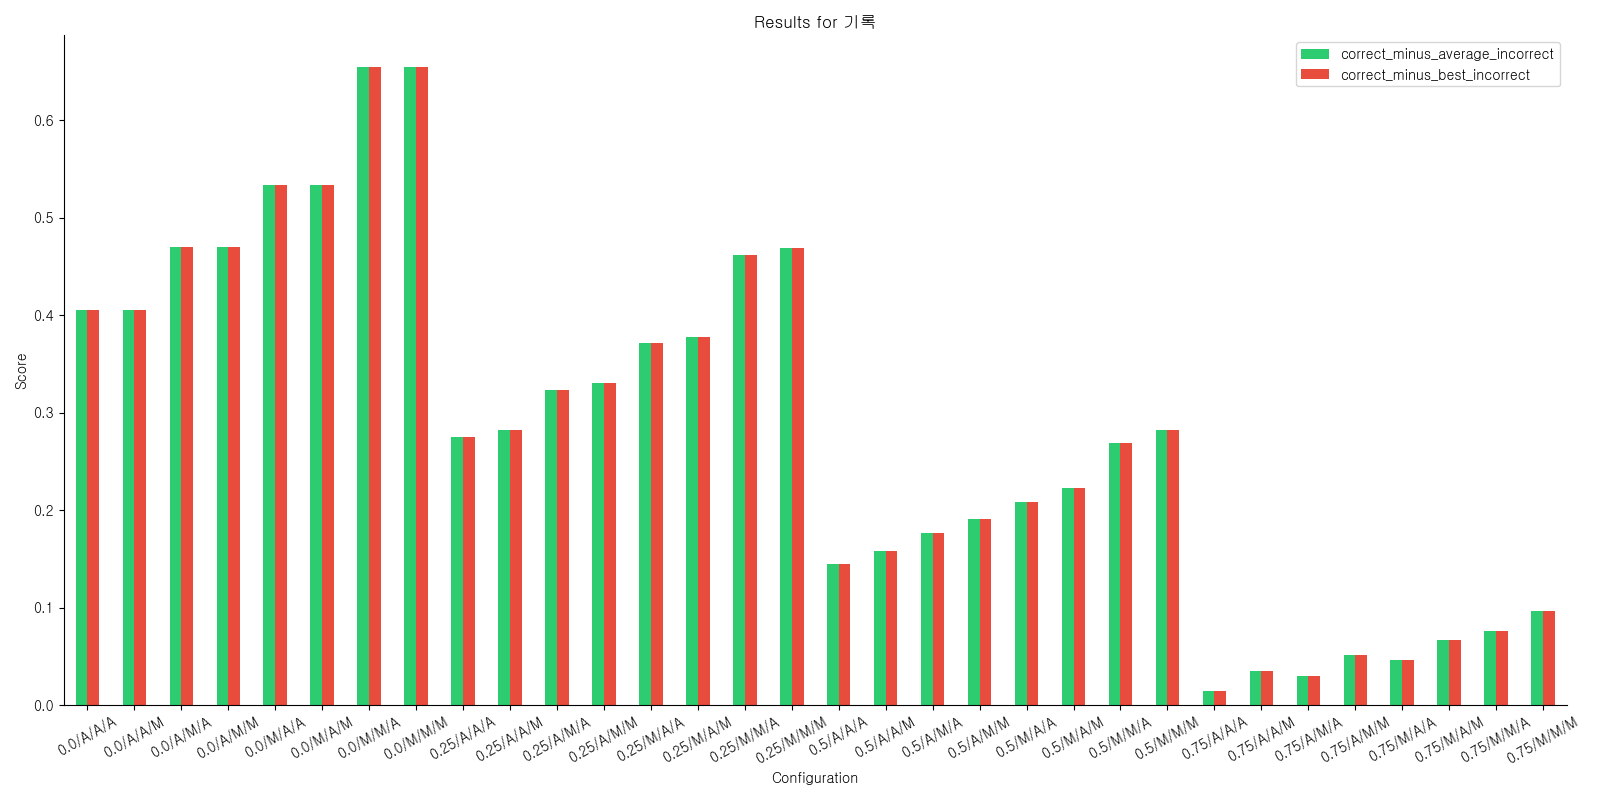 Results for 기록
correct_minus_average_incorrect
correct_minus_best_incorrect
Score
0.6
0.5
0.4
0.3
0.2
0.1
0.0
0.0/A/A/A
0.0/A/A/M
0.0/A/M/A
0.0/A/M/M
0.0/M/A/A
0.0/M/A/M
0.0/M/M/A
0.0/M/M/M
0.25/A/A/A
0.25/A/A/M
0.25/A/M/A
0.25/A/M/M
0.25/M/A/A
0.25/M/A/M
0.25/M/M/A
0.25/M/M/M
0.5/A/A/A
0.5/A/A/M
0.5/A/M/A
0.5/A/M/M
0.5/M/A/A
0.5/M/A/M
0.5/M/M/A
0.5/M/M/M
0.75/A/A/A
0.75/A/A/M
0.75/A/M/A
0.75/A/M/M
0.75/M/A/A
0.75/M/A/M
0.75/M/M/A
0.75/M/M/M
Configuration